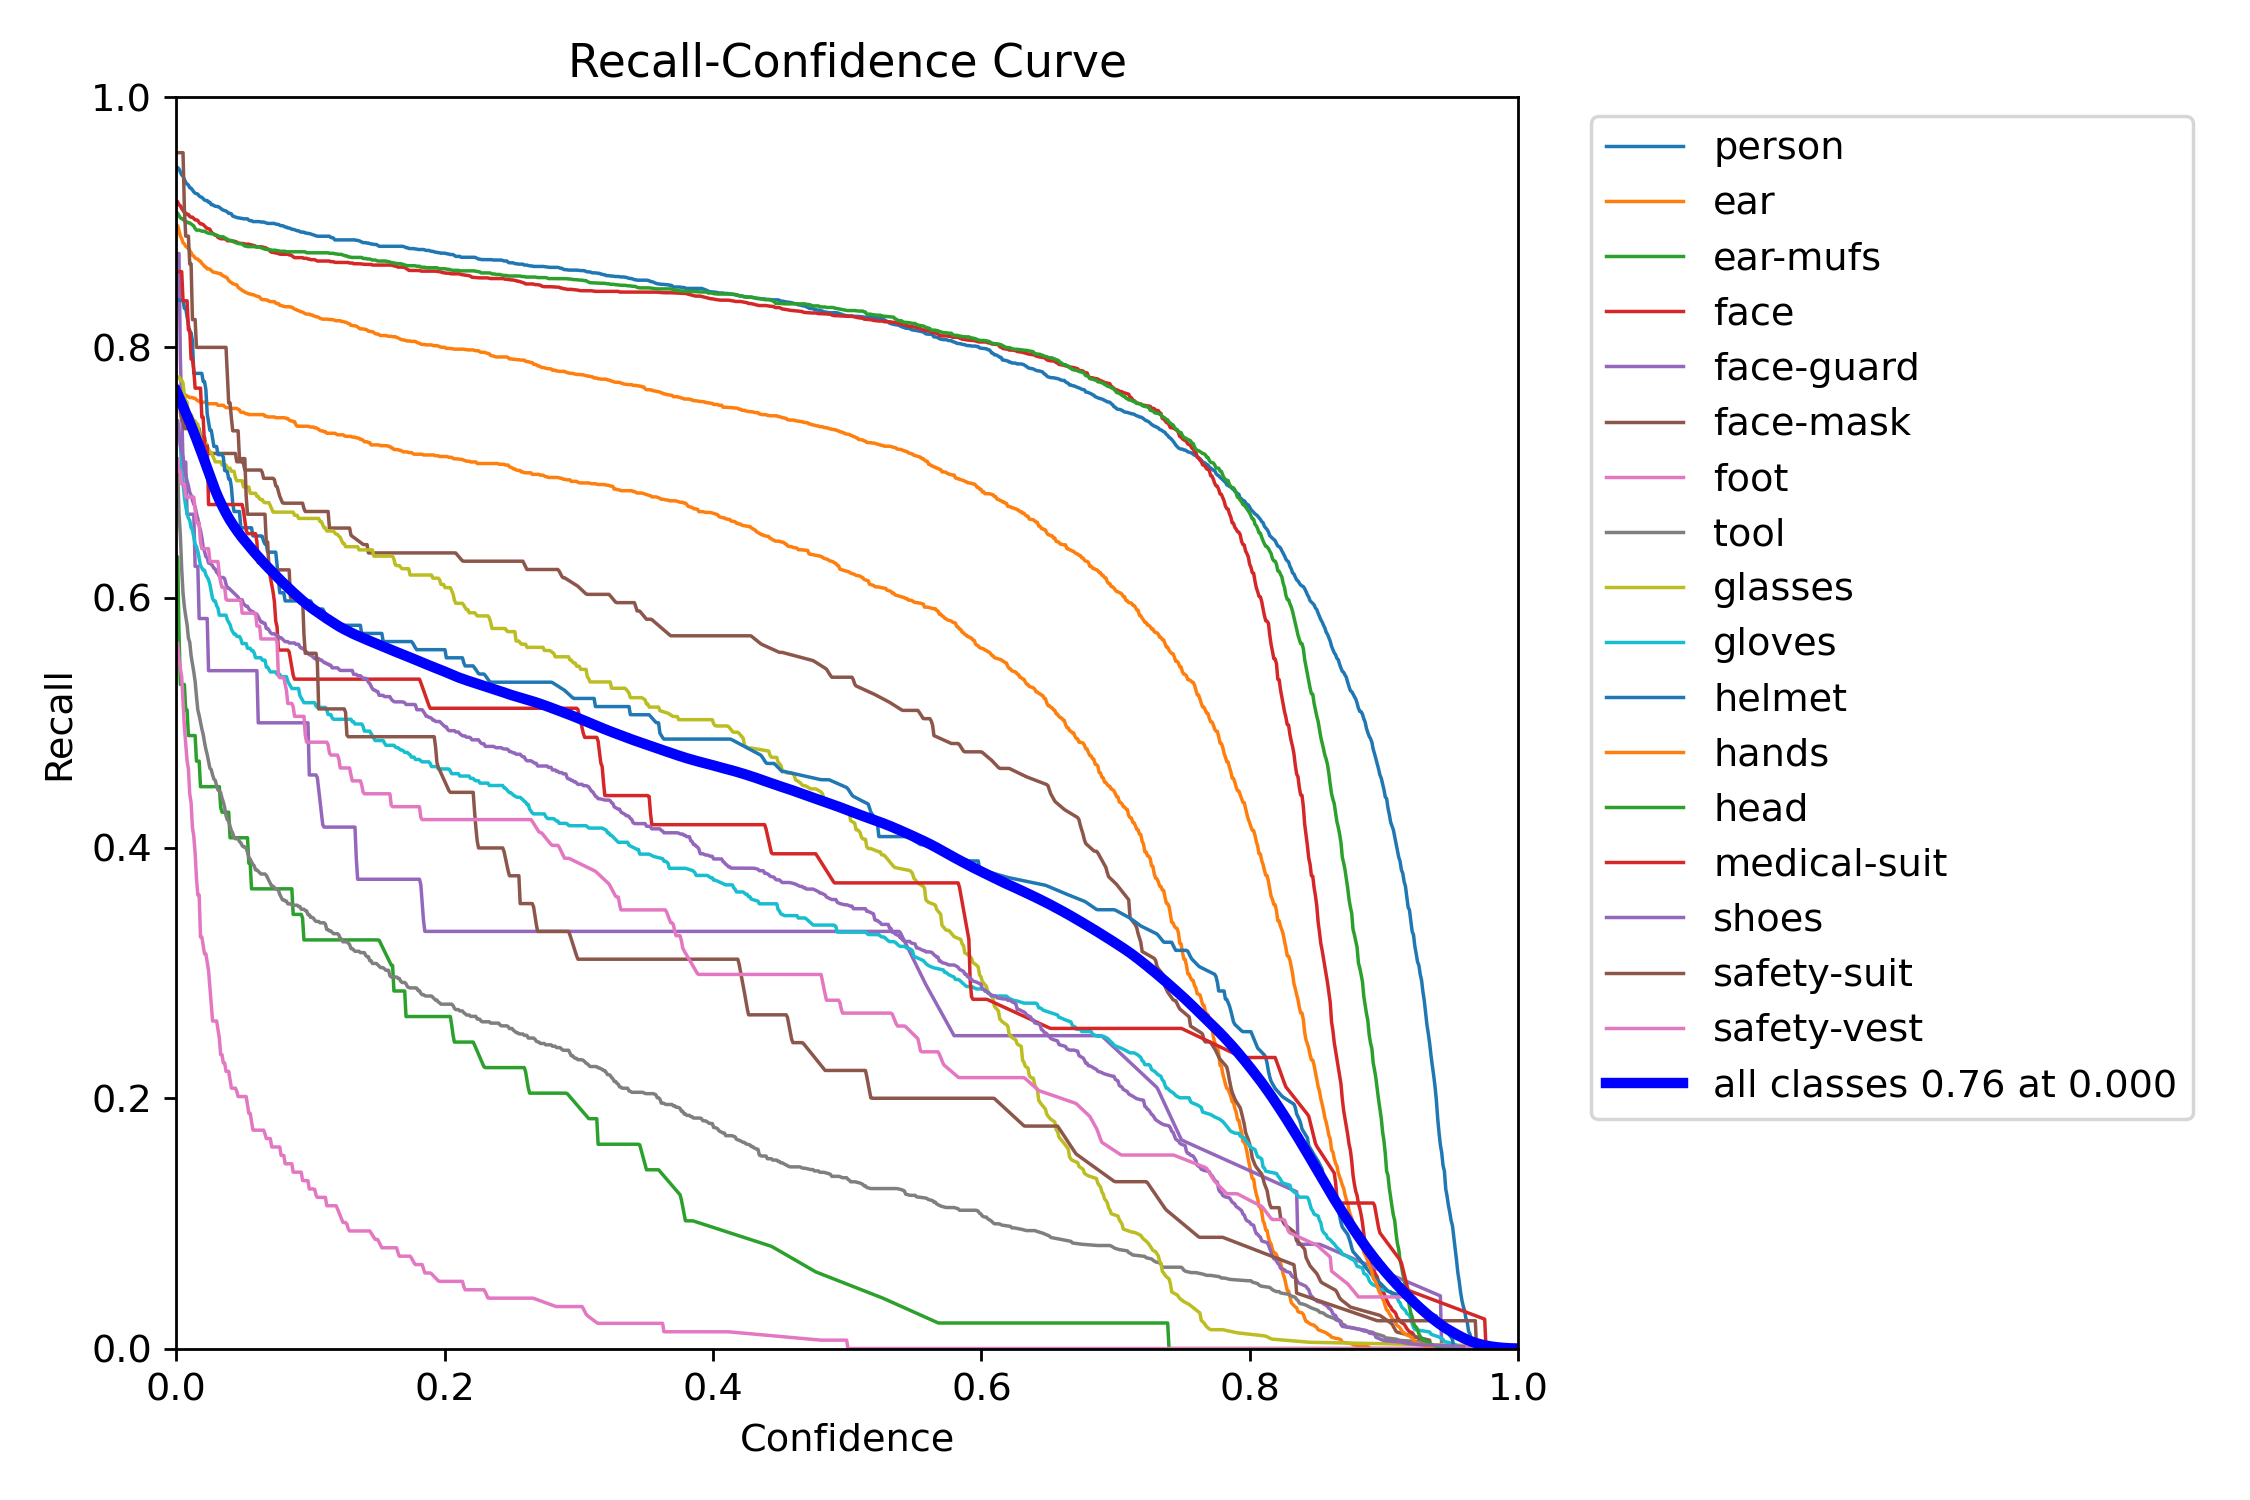 Recall-Confidence Curve
1.0
0.8
0.6
0.4
0.2
0.0
Recall
0.0 0.2 0.4 0.6 0.8 1.0
Confidence
person
ear
ear-mufs
face
face-guard
face-mask
foot
tool
glasses
gloves
helmet
hands
head
medical-suit
shoes
safety-suit
safety-vest
all classes 0.76 at 0.000